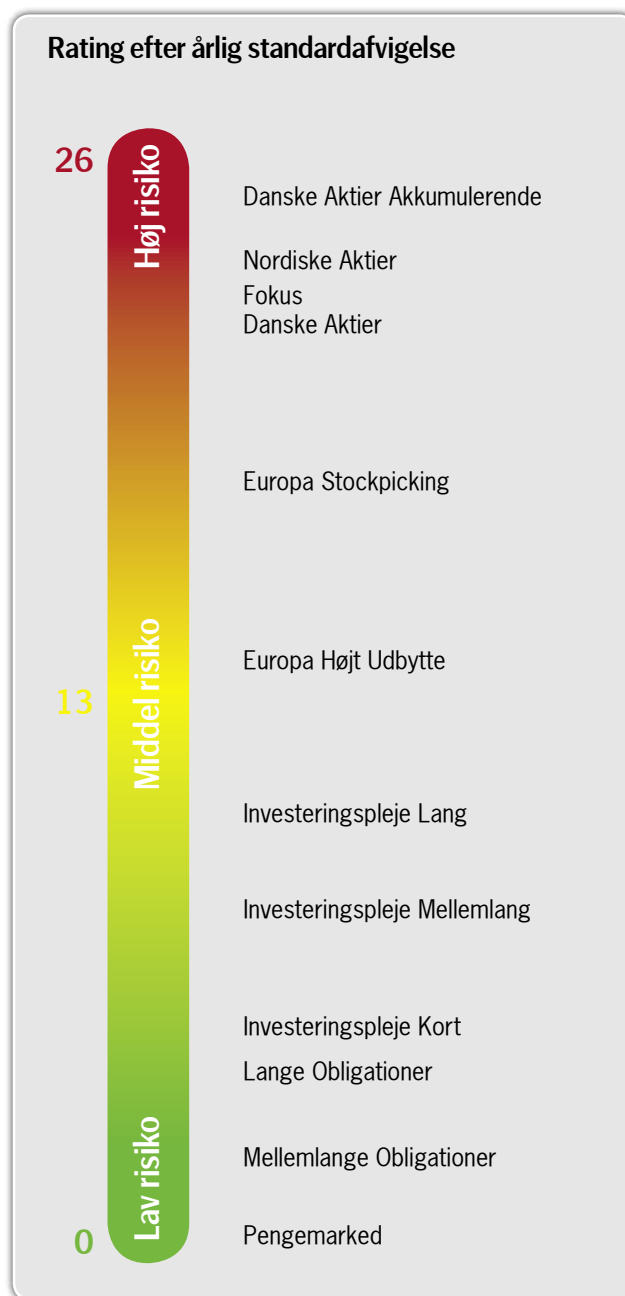 Rating efter årlig standardafvigelse
26
Høj risiko
Danske Aktier Akkumulerende
Nordiske Aktier
Fokus
Danske Aktier
Europa Stockpicking
Middel risiko
Europa Højt Udbytte
13
Investeringspleje Lang
Investeringspleje Mellemlang
Investeringspleje Kort
Lange Obligationer
Lav risiko
Mellemlange Obligationer
Pengemarked
0